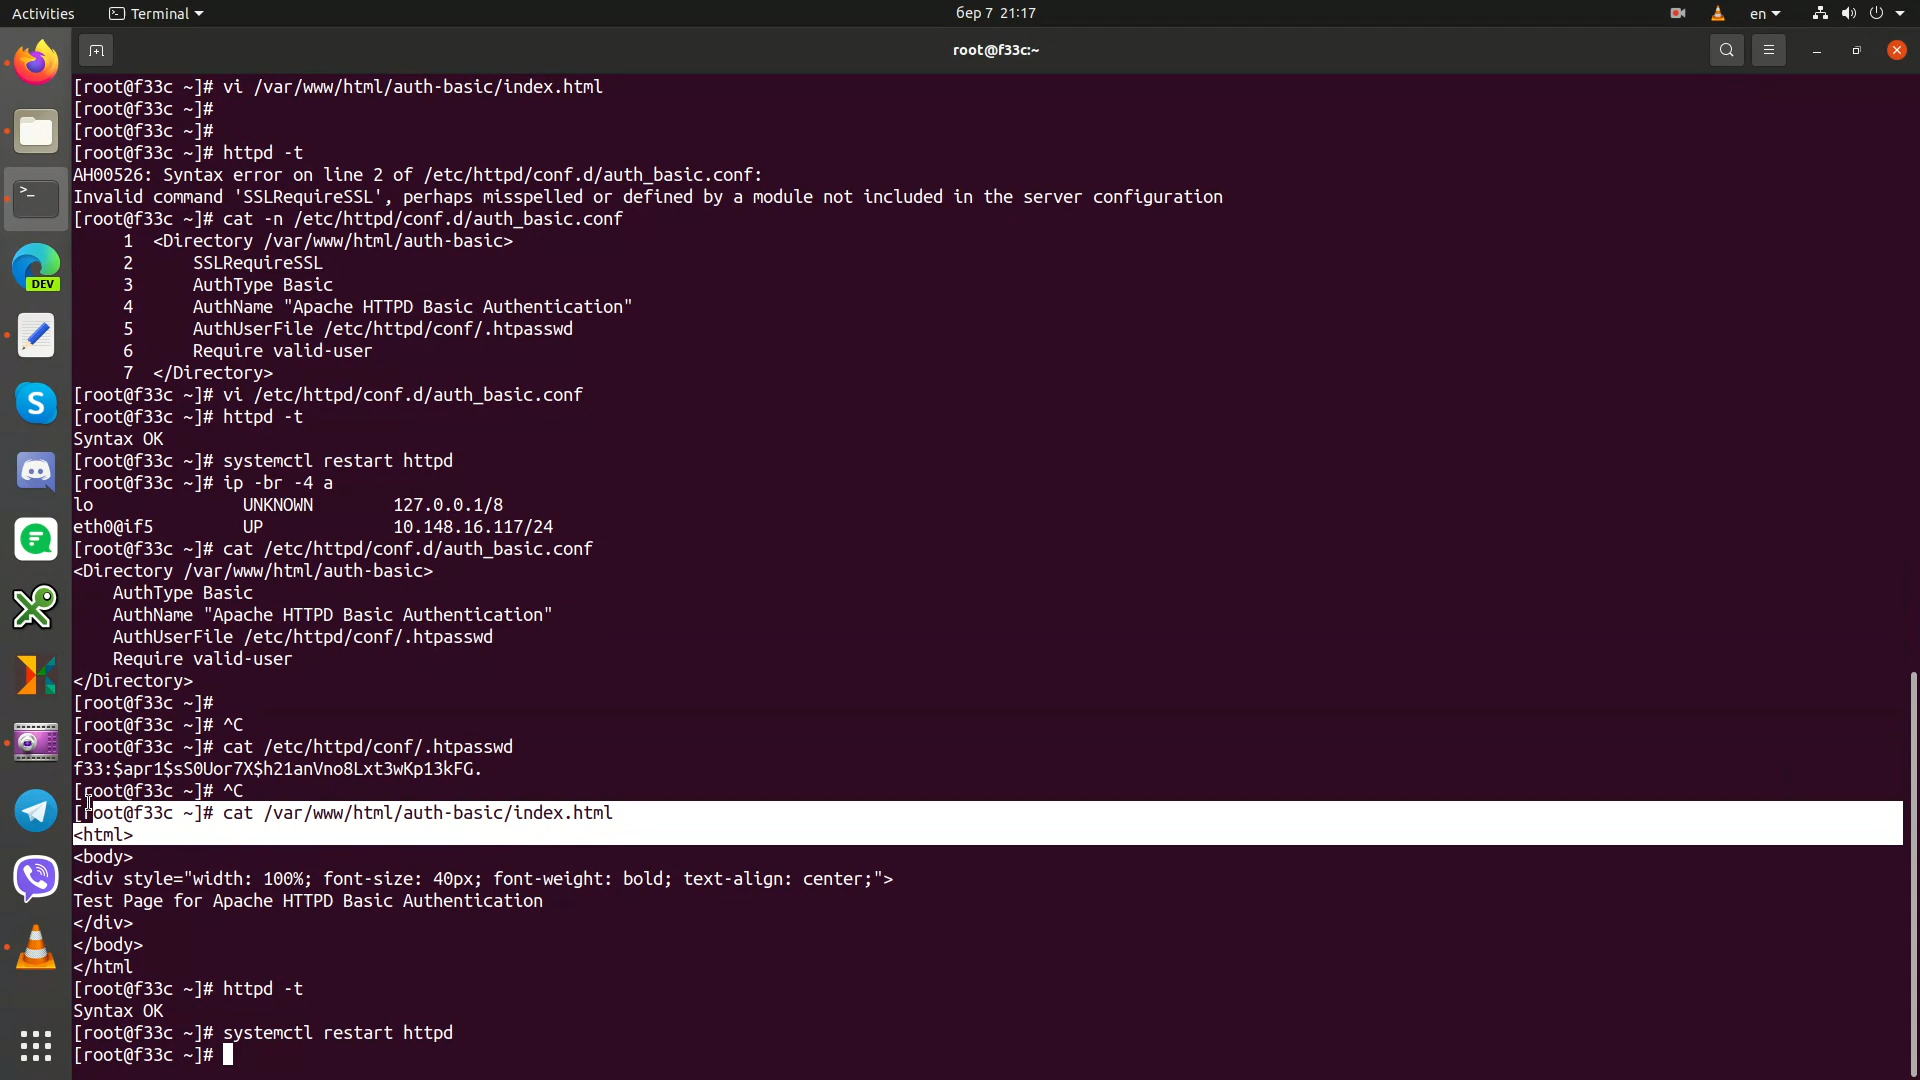 Activities
Terminal
бер 7 21:17
en
root@f33c:~
[root@f33c ~]# vi /var/www/html/auth-basic/index.html
[root@f33c ~]#
[root@f33c ~]#
[root@f33c ~]# httpd -t
AH00526: Syntax error on line 2 of /etc/httpd/conf.d/auth_basic.conf:
Invalid command 'SSLRequireSSL', perhaps misspelled or defined by a module not included in the server configuration
[root@f33c ~]# cat -n /etc/httpd/conf.d/auth_basic.conf
1 <Directory /var/www/html/auth-basic>
2 SSLRequireSSL
3 AuthType Basic
4 AuthName "Apache HTTPD Basic Authentication"
5 AuthUserFile /etc/httpd/conf/.htpasswd
6 Require valid-user
7 </Directory>
[root@f33c ~]# vi /etc/httpd/conf.d/auth_basic.conf
[root@f33c ~]# httpd -t
Syntax OK
[root@f33c ~]# systemctl restart httpd
[root@f33c ~]# ip -br -4 a
lo UNKNOWN 127.0.0.1/8
eth0@if5 UP 10.148.16.117/24
[root@f33c ~]# cat /etc/httpd/conf.d/auth_basic.conf
<Directory /var/www/html/auth-basic>
AuthType Basic
AuthName "Apache HTTPD Basic Authentication"
AuthUserFile /etc/httpd/conf/.htpasswd
Require valid-user
</Directory>
[root@f33c ~]#
[root@f33c ~]# ^C
[root@f33c ~]# cat /etc/httpd/conf/.htpasswd
f33:$apr1$sS0Uor7X$h21anVno8Lxt3wKp13kFG.
[root@f33c ~]# ^C
[root@f33c ~]# cat /var/www/html/auth-basic/index.html
<html>
<body>
<div style="width: 100%; font-size: 40px; font-weight: bold; text-align: center;">
Test Page for Apache HTTPD Basic Authentication
</div>
</body>
</html
[root@f33c ~]# httpd -t
Syntax OK
[root@f33c ~]# systemctl restart httpd
[root@f33c ~]#
DEV